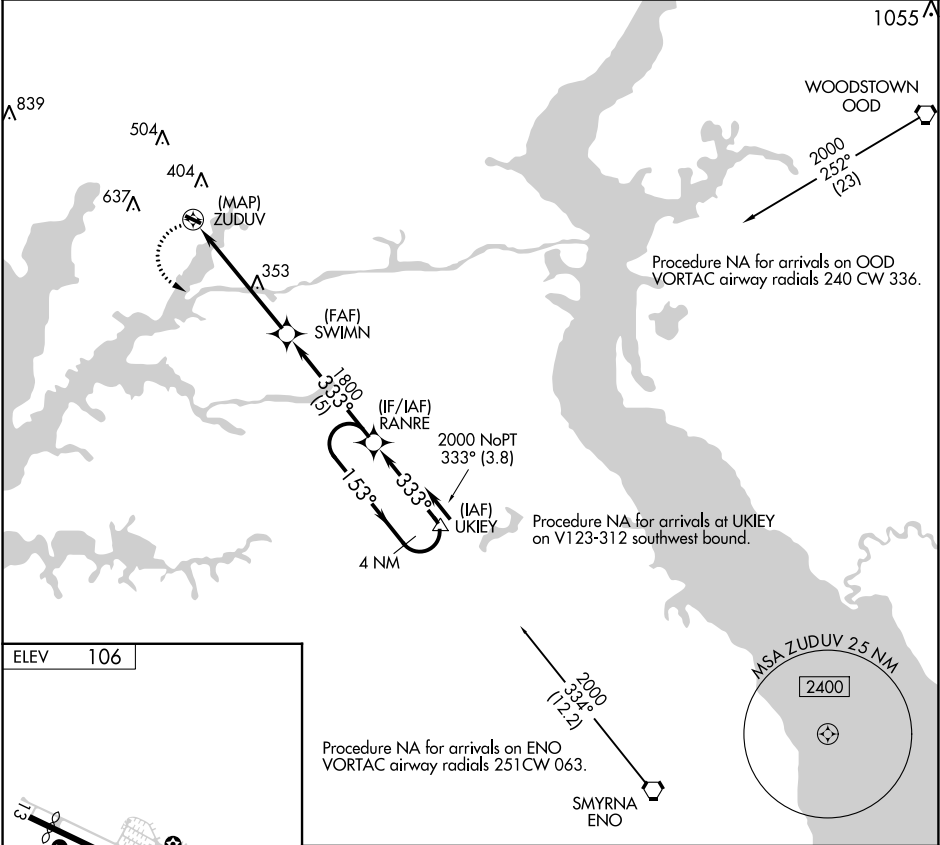 1055
839
504
404
637
(MAP)
ZUDUV
353
WOODSTOWN
OOD
2000
252°
(23)
Procedure NA for arrivals on OOD
VORTAC airway radials 240 CW 336.
(FAF)
SWIMN
1800
333°
(5)
(IF/IAF)
RANRE
2000 NoPT
333° (3.8)
153°
333°
(IAF)
UKIEY
4 NM
Procedure NA for arrivals at UKIEY
on V123-312 southwest bound.
ELEV 106
MSA ZUDUV 25 NM
2400
2000
334°
(12.2)
Procedure NA for arrivals on ENO
VORTAC airway radials 251CW 063.
SMYRNA
ENO
13